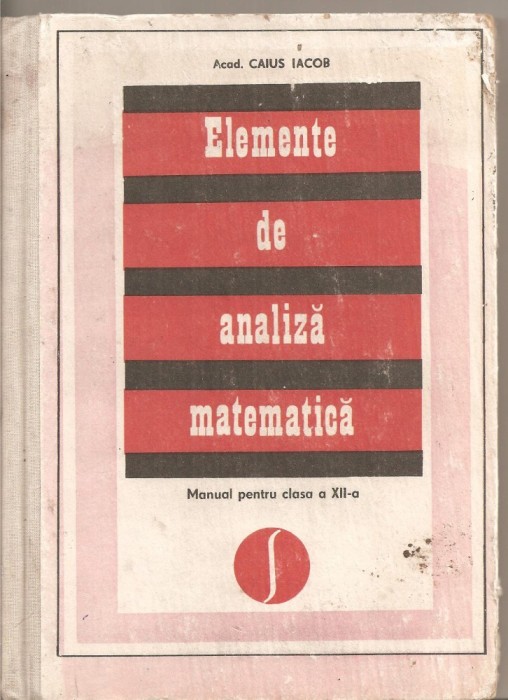 Acad. CAIUS IACOB
Elemente
de
analiză
matematică
Manual pentru clasa a XII-a
∫